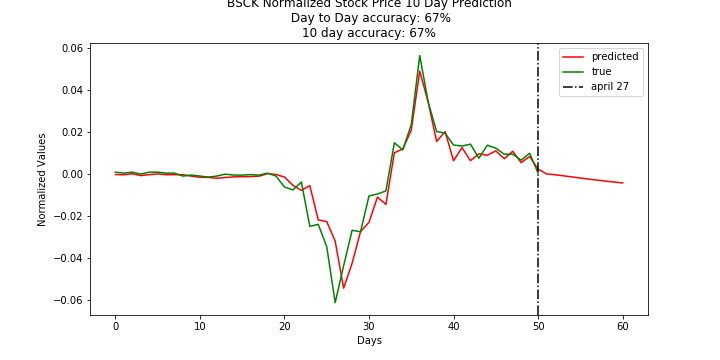 BSCK Normalized Stock Price 10 Day Prediction
Day to Day accuracy: 67%
10 day accuracy: 67%
0.06
0.04
0.02
0.00
−0.02
−0.04
−0.06
Normalized Values
predicted
true
april 27
0 10 20 30 40 50 60
Days